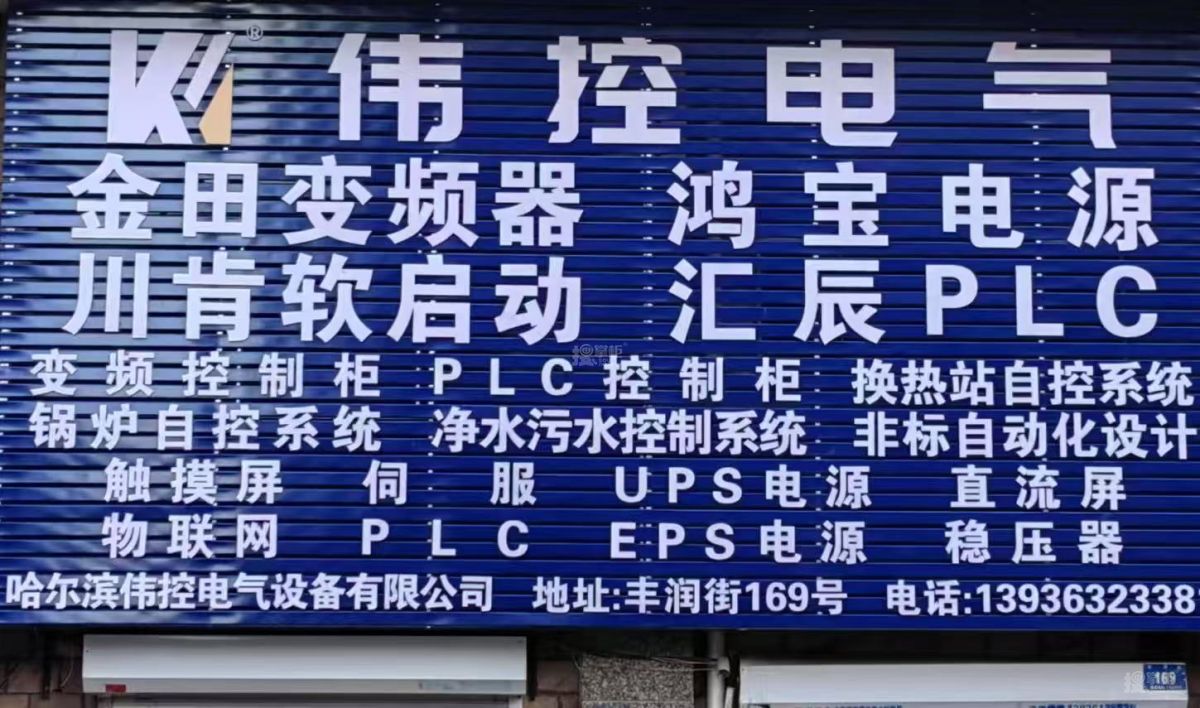 K® 伟控电气
金田变频器 鸿宝电源
川肯软启动 汇辰PLC
变频控制柜 PLC控制柜 换热站自控系统
锅炉自控系统 净水污水控制系统 非标自动化设计
触摸屏 伺服 UPS电源 直流屏
物联网 PLC EPS电源 稳压器
哈尔滨伟控电气设备有限公司 地址:丰润街169号 电话:1393632338
169